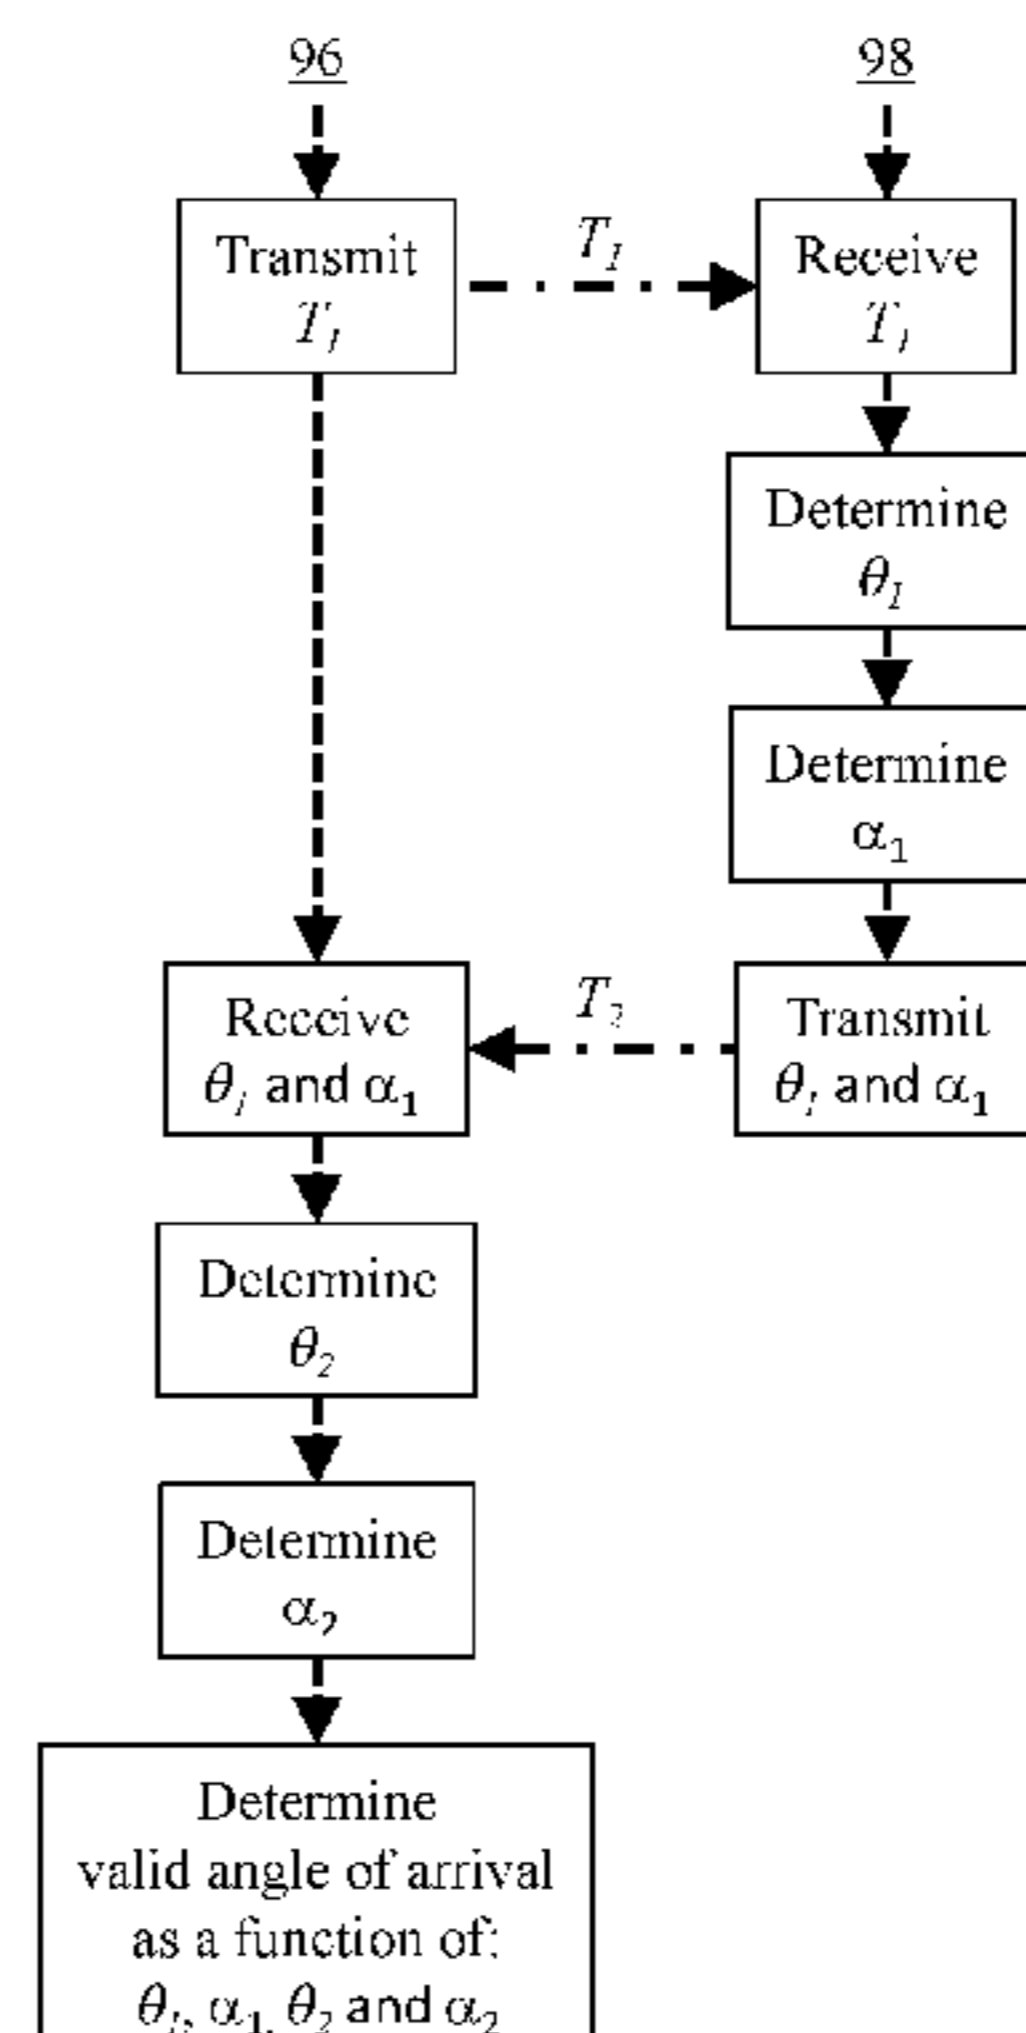 96
98
Transmit
T₁
T₁
Receive
T₁
Determine
θ₁
Determine
α₁
Receive
θ₁ and α₁
T₂
Transmit
θ₁ and α₁
Determine
θ₂
Determine
α₂
Determine
valid angle of arrival
as a function of:
θ₁, α₁, θ₂ and α₂